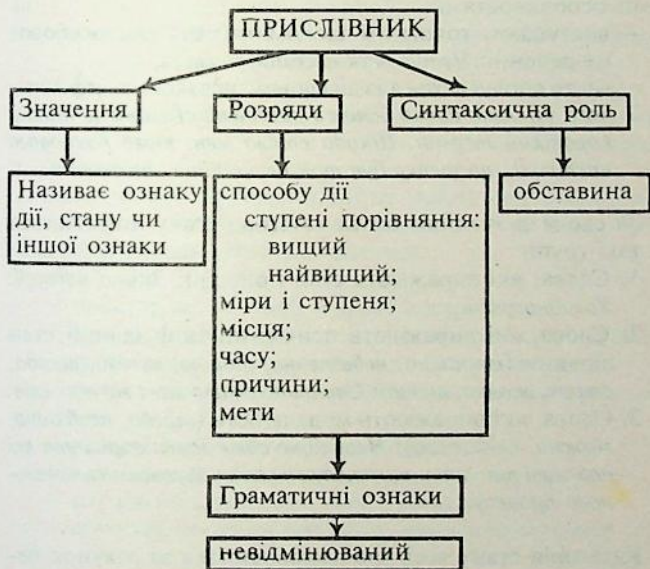 ПРИСЛІВНИК
Значення
Розряди
Синтаксична роль
Називає ознаку
дії, стану чи
іншої ознаки
способу дії
ступені порівняння:
вищий
найвищий;
міри і ступеня;
місця;
часу;
причини;
мети
обставина
Граматичні ознаки
невідмінюваний